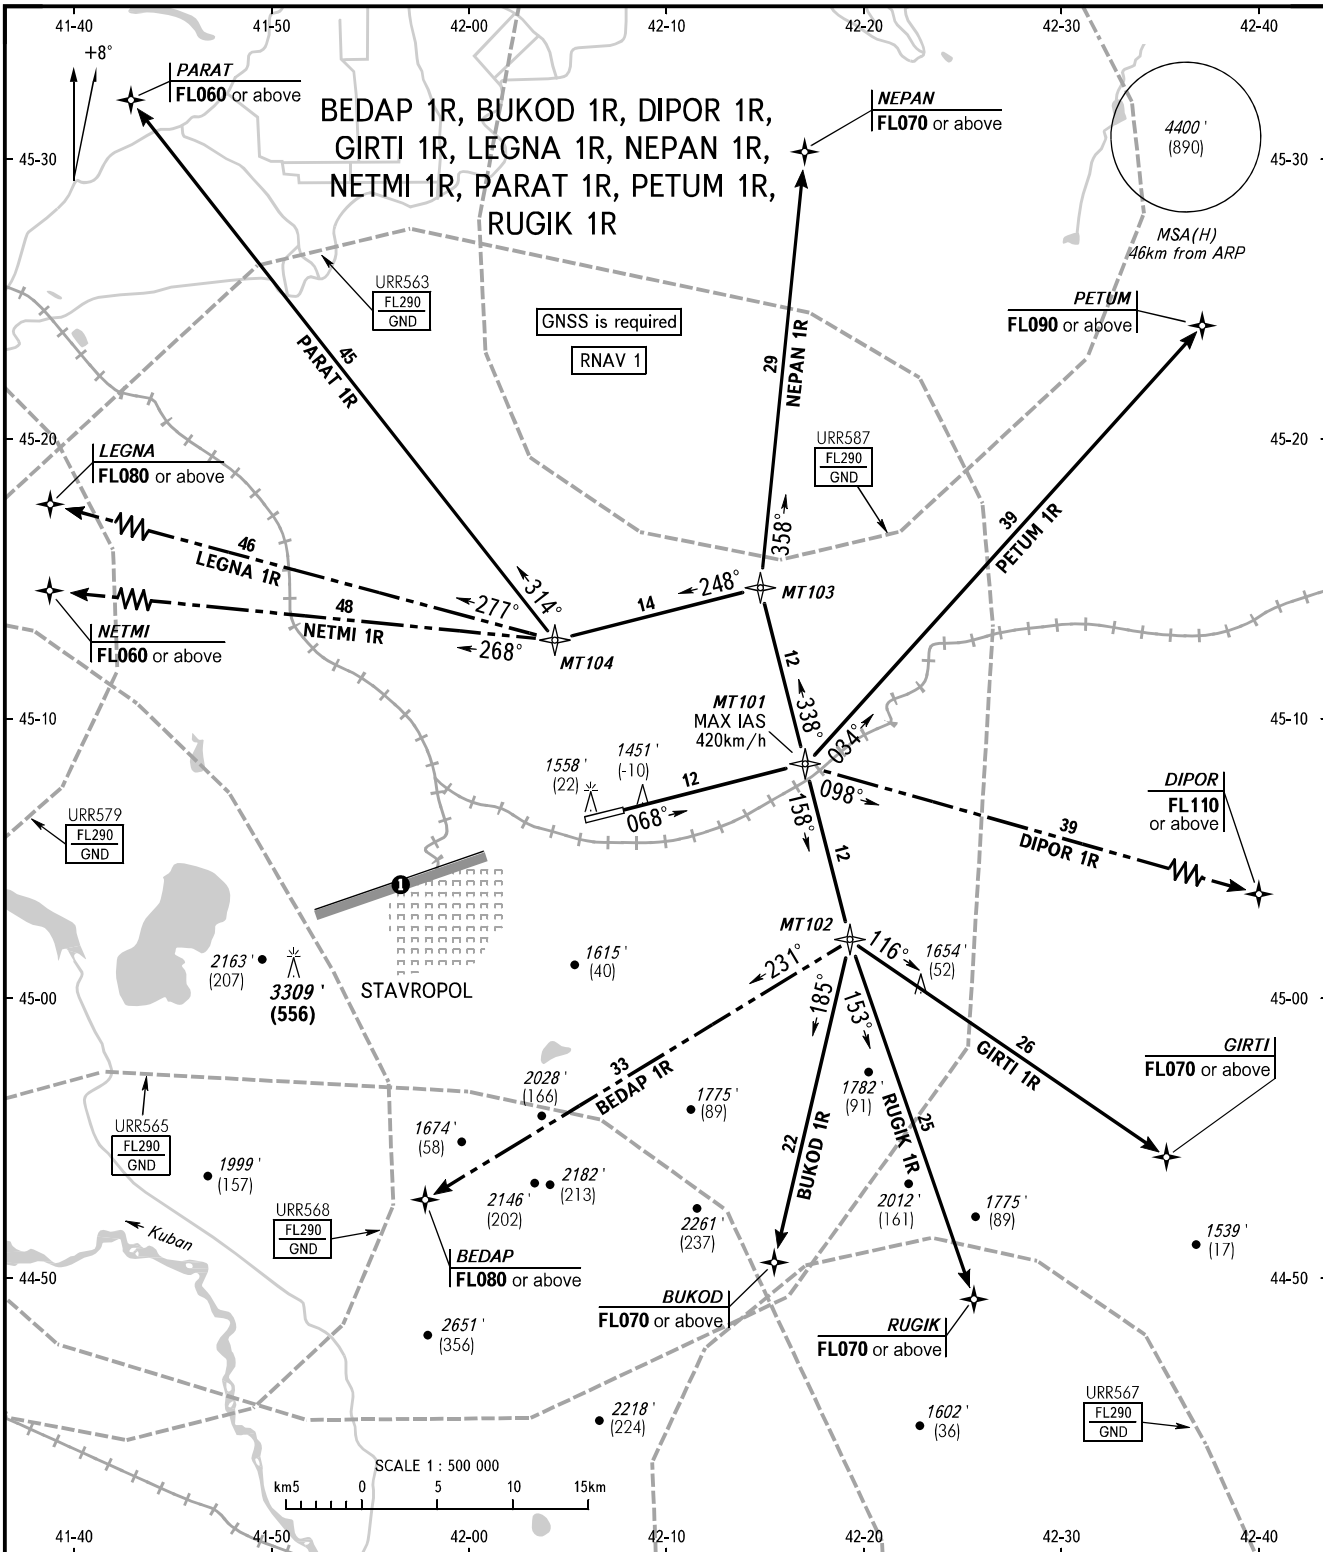 41-40
41-50
42-00
42-10
42-20
42-30
42-40
+8°
PARAT
FL060 or above
BEDAP 1R, BUKOD 1R, DIPOR 1R,
GIRTI 1R, LEGNA 1R, NEPAN 1R,
NETMI 1R, PARAT 1R, PETUM 1R,
RUGIK 1R
NEPAN
FL070 or above
4400'
(890)
MSA(H)
46km from ARP
45-30
45-30
URR563
FL290
GND
GNSS is required
RNAV 1
PETUM
FL090 or above
45
PARAT 1R
29
NEPAN 1R
39
PETUM 1R
45-20
45-20
LEGNA
FL080 or above
URR587
FL290
GND
46
LEGNA 1R
48
NETMI 1R
NETMI
FL060 or above
277°
268°
314°
MT104
14
248°
358°
MT103
12
338°
034°
45-10
45-10
MT101
MAX IAS
420km/h
1558'
(22)
1451'
(-10)
12
068°
098°
158°
12
39
DIPOR 1R
DIPOR
FL110
or above
URR579
FL290
GND
1
STAVROPOL
2163'
(207)
3309'
(556)
1615'
(40)
MT102
231°
185°
153°
116°
1654'
(52)
45-00
45-00
33
BEDAP 1R
22
BUKOD 1R
25
RUGIK 1R
26
GIRTI 1R
GIRTI
FL070 or above
2028'
(166)
1775'
(89)
1782'
(91)
1674'
(58)
URR565
FL290
GND
1999'
(157)
2146'
(202)
2182'
(213)
2261'
(237)
2012'
(161)
1775'
(89)
1539'
(17)
URR568
FL290
GND
Kuban
BEDAP
FL080 or above
44-50
44-50
BUKOD
FL070 or above
RUGIK
FL070 or above
2651'
(356)
2218'
(224)
1602'
(36)
URR567
FL290
GND
SCALE 1 : 500 000
km5
0
5
10
15km
41-40
41-50
42-00
42-10
42-20
42-30
42-40